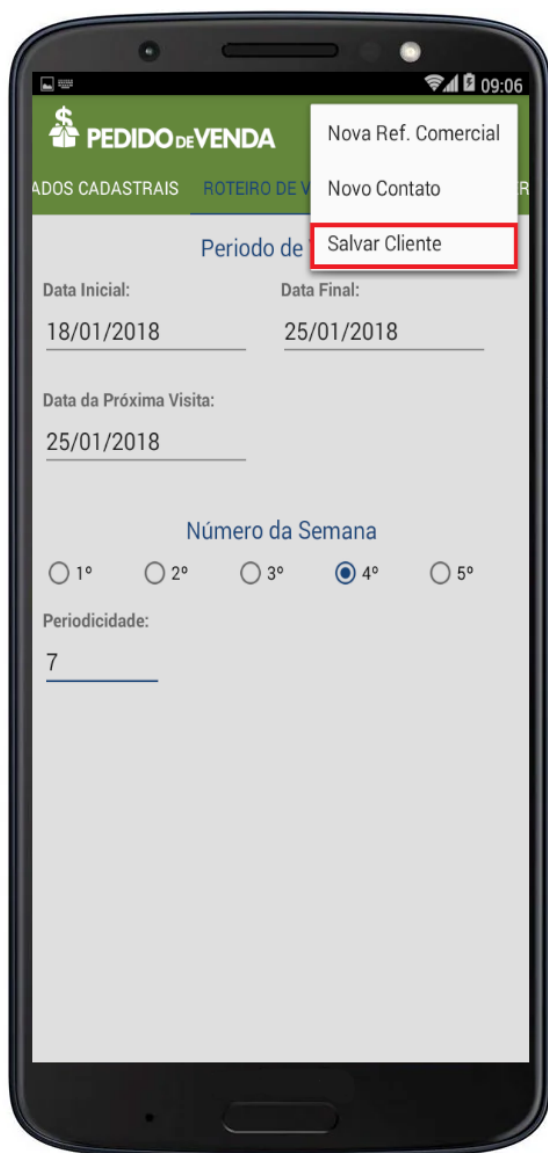 09:06
PEDIDO DE VENDA
Nova Ref. Comercial
ADOS CADASTRAIS ROTEIRO DE V
R
Novo Contato
Salvar Cliente
Periodo de
Data Inicial: Data Final:
18/01/2018 25/01/2018
Data da Próxima Visita:
25/01/2018
Número da Semana
1º 2º 3º 4º 5º
Periodicidade:
7